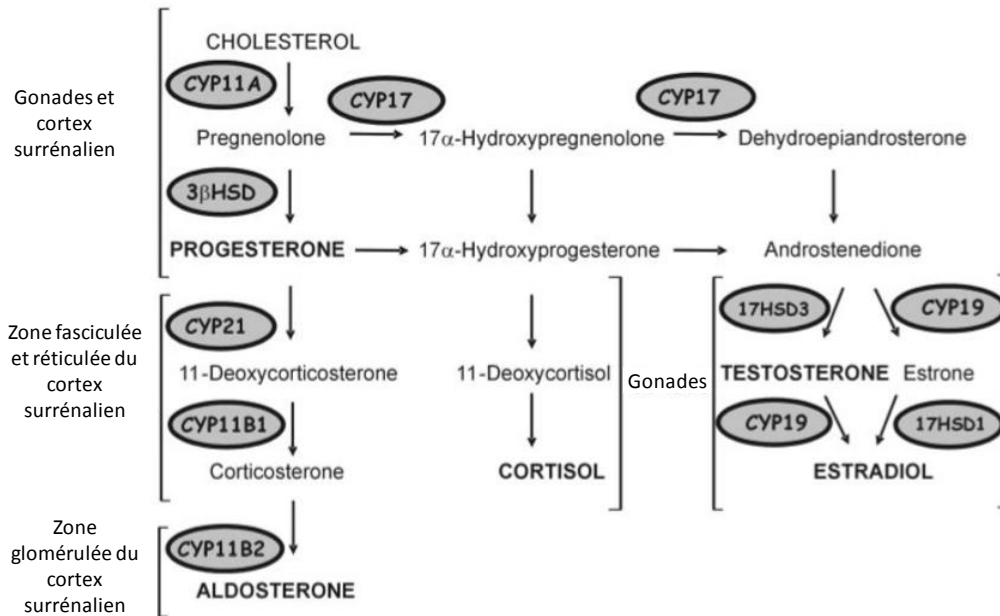 CHOLESTEROL
CYP11A
CYP17
CYP17
Gonades et
cortex
surrénalien
Pregnenolone
17α-Hydroxypregnenolone
Dehydroepiandrosterone
3βHSD
PROGESTERONE
17α-Hydroxyprogesterone
Androstenedione
Zone fasciculée
et réticulée du
cortex
surrénalien
CYP21
17HSD3
CYP19
11-Deoxycorticosterone
11-Deoxycortisol
Gonades
TESTOSTERONE
Estrone
CYP11B1
CYP19
17HSD1
Corticosterone
CORTISOL
ESTRADIOL
Zone
glomérulée du
cortex
surrénalien
CYP11B2
ALDOSTERONE